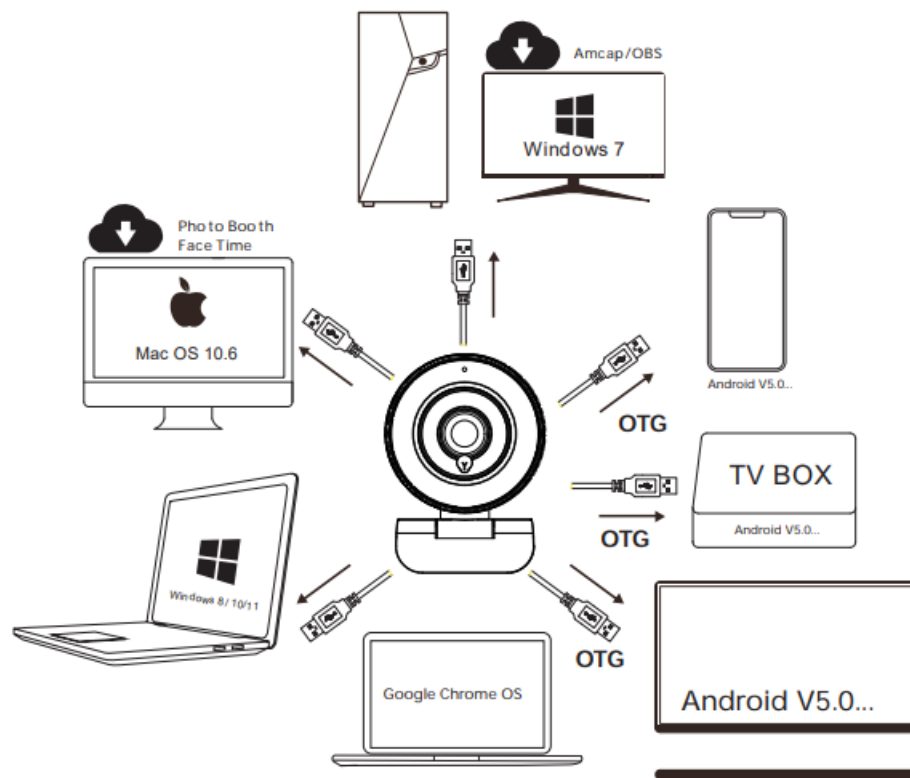 Amcap/OBS
Windows 7
Photo Booth
Face Time
Mac OS 10.6
Android V5.0...
OTG
TV BOX
Android V5.0...
OTG
Windows 8/10/11
OTG
Google Chrome OS
Android V5.0...